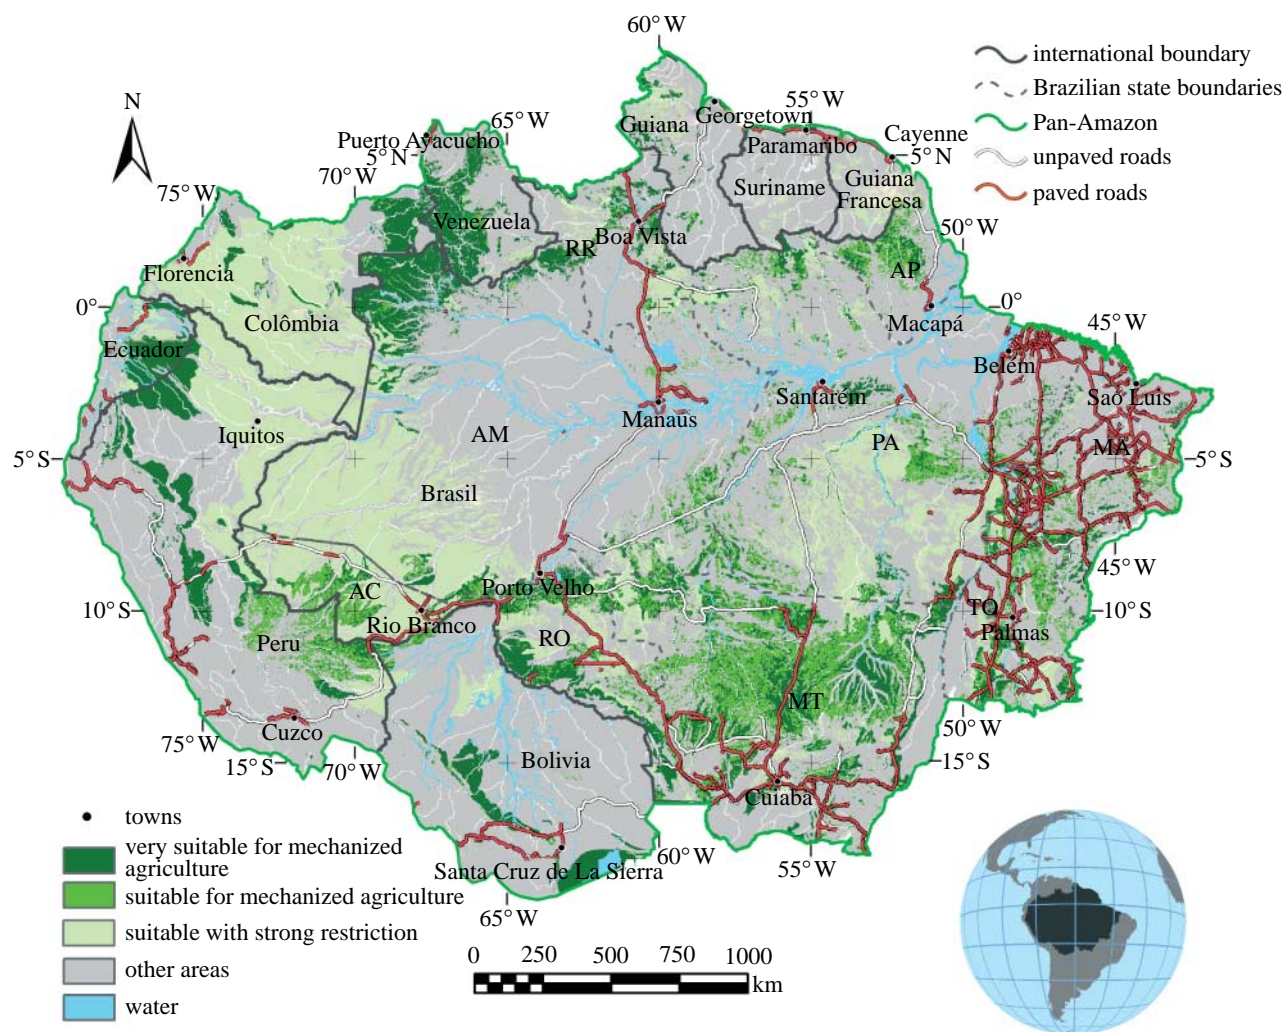 60° W
international boundary
Brazilian state boundaries
Pan-Amazon
unpaved roads
paved roads
N
65° W
Georgetown
55° W
Cayenne
Puerto Ayacucho
5° N
Guiana
Paramaribo
5° N
75° W
70° W
Suriname
Guiana
Francesa
Venezuela
RR
Boa Vista
50° W
Florencia
AP
0°
Colômbia
Macapá
0°
45° W
Ecuador
Belém
Santarém
Sao Luis
Iquitos
AM
Manaus
PA
MA
5° S
5° S
Brasil
45° W
AC
Porto Velho
10° S
Rio Branco
TO
10° S
Peru
RO
Palmas
MT
50° W
Cuzco
75° W
15° S
70° W
Bolivia
15° S
Cuiabá
towns
very suitable for mechanized
agriculture
60° W
55° W
Santa Cruz de La Sierra
suitable for mechanized agriculture
65° W
suitable with strong restriction
0 250 500 750 1000
km
other areas
water